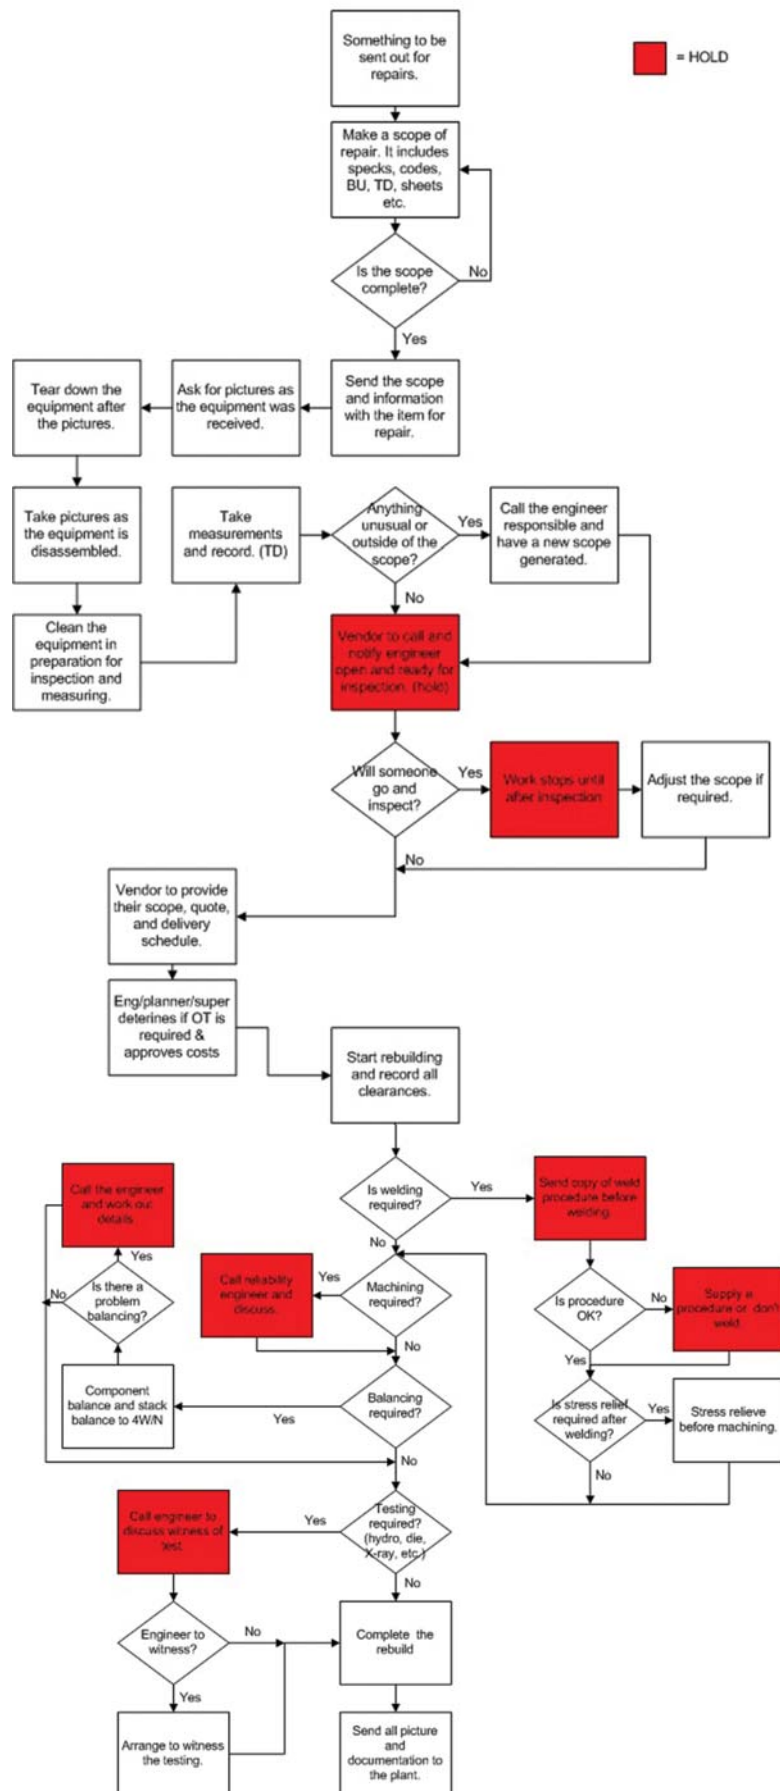 Something to be
sent out for
repairs.
= HOLD
Make a scope of
repair. It includes
specks, codes,
BU, TD, sheets
etc.
Is the scope
complete?
No
Yes
Tear down the
equipment after
the pictures.
Ask for pictures as
the equipment was
received.
Send the scope
and information
with the item for
repair.
Take pictures as
the equipment is
disassembled.
Take
measurements
and record. (TD)
Anything
unusual or
outside of the
scope?
Yes
Call the engineer
responsible and
have a new scope
generated.
No
Clean the
equipment in
preparation for
inspection and
measuring.
Vendor to call and
notify engineer
open and ready for
inspection. (hold)
Will someone
go and
inspect?
Yes
Work stops until
after inspection
Adjust the scope if
required.
No
Vendor to provide
their scope, quote,
and delivery
schedule.
Eng/planner/super
deterines if OT is
required &
approves costs
Start rebuilding
and record all
clearances.
Is welding
required?
Yes
Send copy of weld
procedure before
welding.
No
Call the engineer
and work out
details.
Yes
Is there a
problem
balancing?
No
Call reliability
engineer and
discuss.
Yes
Machining
required?
No
Is procedure
OK?
No
Supply a
procedure or don't
weld.
Yes
Component
balance and stack
balance to 4W/N
Yes
Balancing
required?
No
Is stress relief
required after
welding?
Yes
Stress relieve
before machining.
No
Call engineer to
discuss witness of
test.
Yes
Testing
required?
(hydro, die,
X-ray, etc.)
No
Engineer to
witness?
No
Yes
Complete the
rebuild
Arrange to witness
the testing.
Send all picture
and
documentation to
the plant.